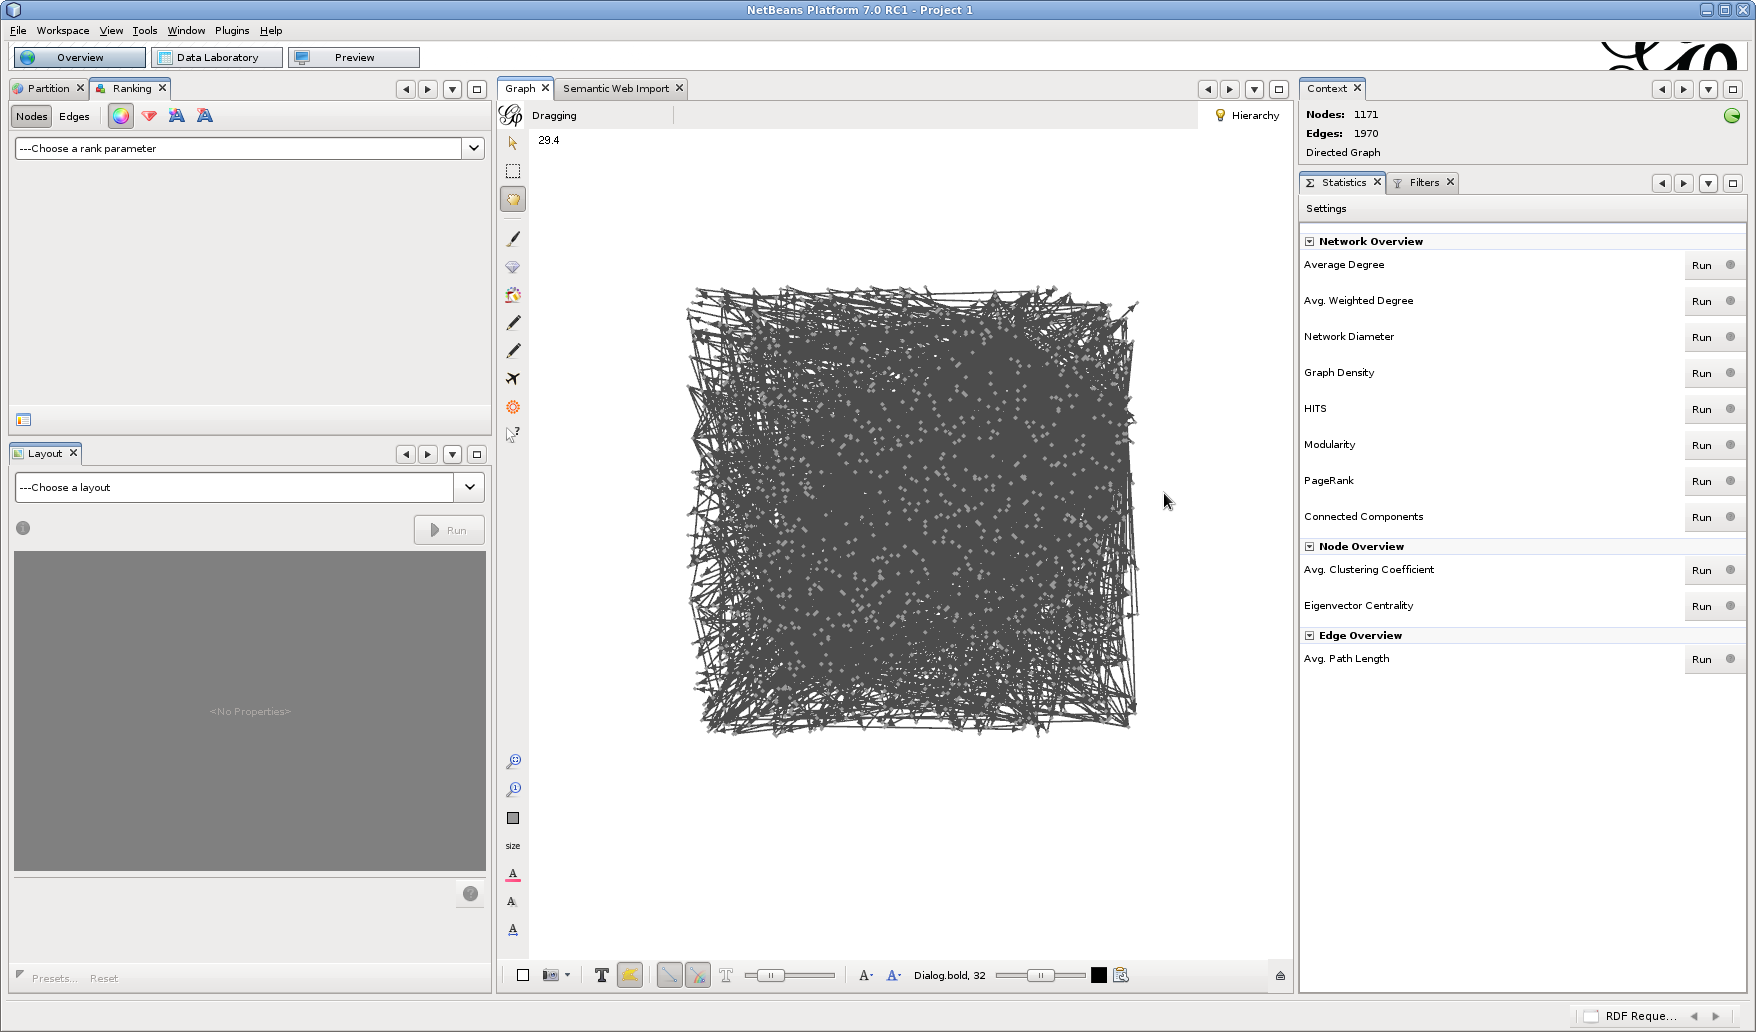 NetBeans Platform 7.0 RC1 - Project 1
File Workspace View Tools Window Plugins Help
Overview Data Laboratory Preview
Partition Ranking
Nodes Edges
---Choose a rank parameter
Layout
---Choose a layout
Run
<No Properties>
Presets... Reset
Graph Semantic Web Import
Dragging Hierarchy
29.4
size
Dialog.bold, 32
Context
Nodes: 1171
Edges: 1970
Directed Graph
Statistics Filters
Settings
Network Overview
Average Degree Run
Avg. Weighted Degree Run
Network Diameter Run
Graph Density Run
HITS Run
Modularity Run
PageRank Run
Connected Components Run
Node Overview
Avg. Clustering Coefficient Run
Eigenvector Centrality Run
Edge Overview
Avg. Path Length Run
RDF Reque...